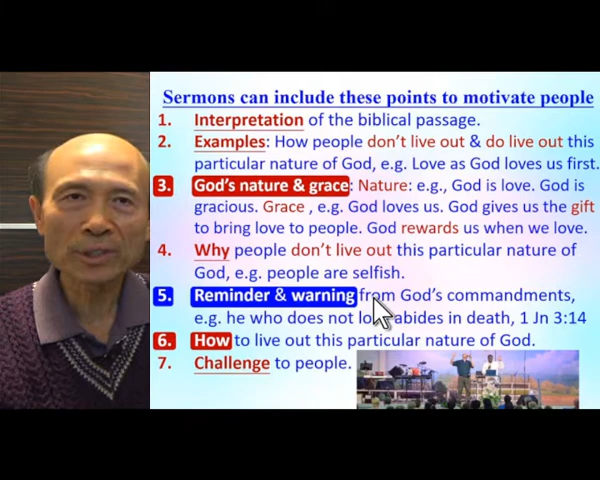 Sermons can include these points to motivate people
1. Interpretation of the biblical passage.
2. Examples: How people don't live out & do live out this
particular nature of God, e.g. Love as God loves us first.
3. God's nature & grace: Nature: e.g., God is love. God is
gracious. Grace , e.g. God loves us. God gives us the gift
to bring love to people. God rewards us when we love.
4. Why people don't live out this particular nature of
God, e.g. people are selfish.
5. Reminder & warning from God's commandments,
e.g. he who does not abides in death, 1 Jn 3:14
6. How to live out this particular nature of God.
7. Challenge to people.